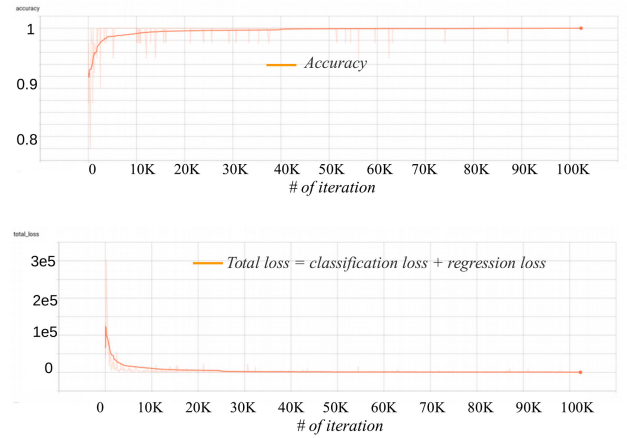 accuracy
1
Accuracy
0.9
0.8
0 10K 20K 30K 40K 50K 60K 70K 80K 90K 100K
# of iteration
total_loss
3e5
Total loss = classification loss + regression loss
2e5
1e5
0
0 10K 20K 30K 40K 50K 60K 70K 80K 90K 100K
# of iteration